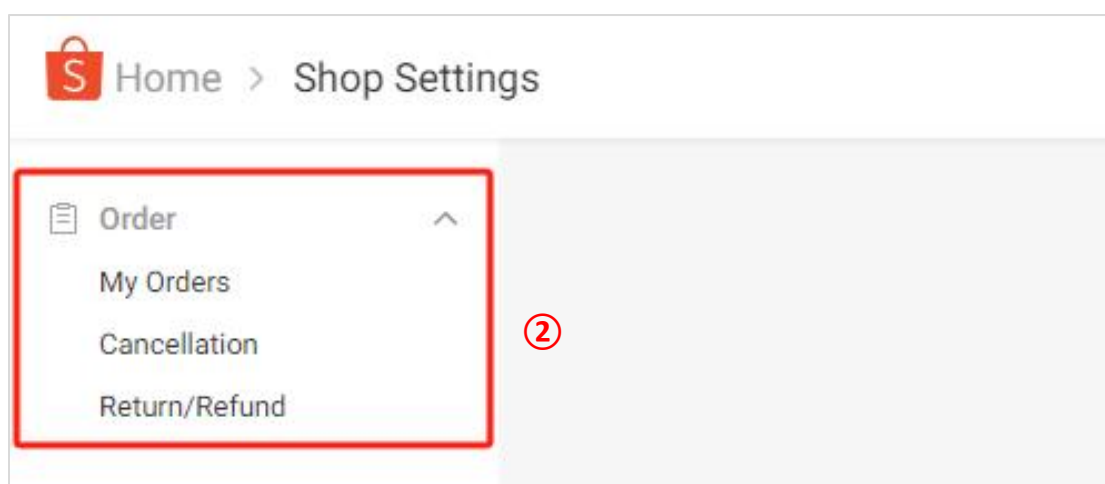 S Home > Shop Settings
Order
My Orders
Cancellation
②
Return/Refund